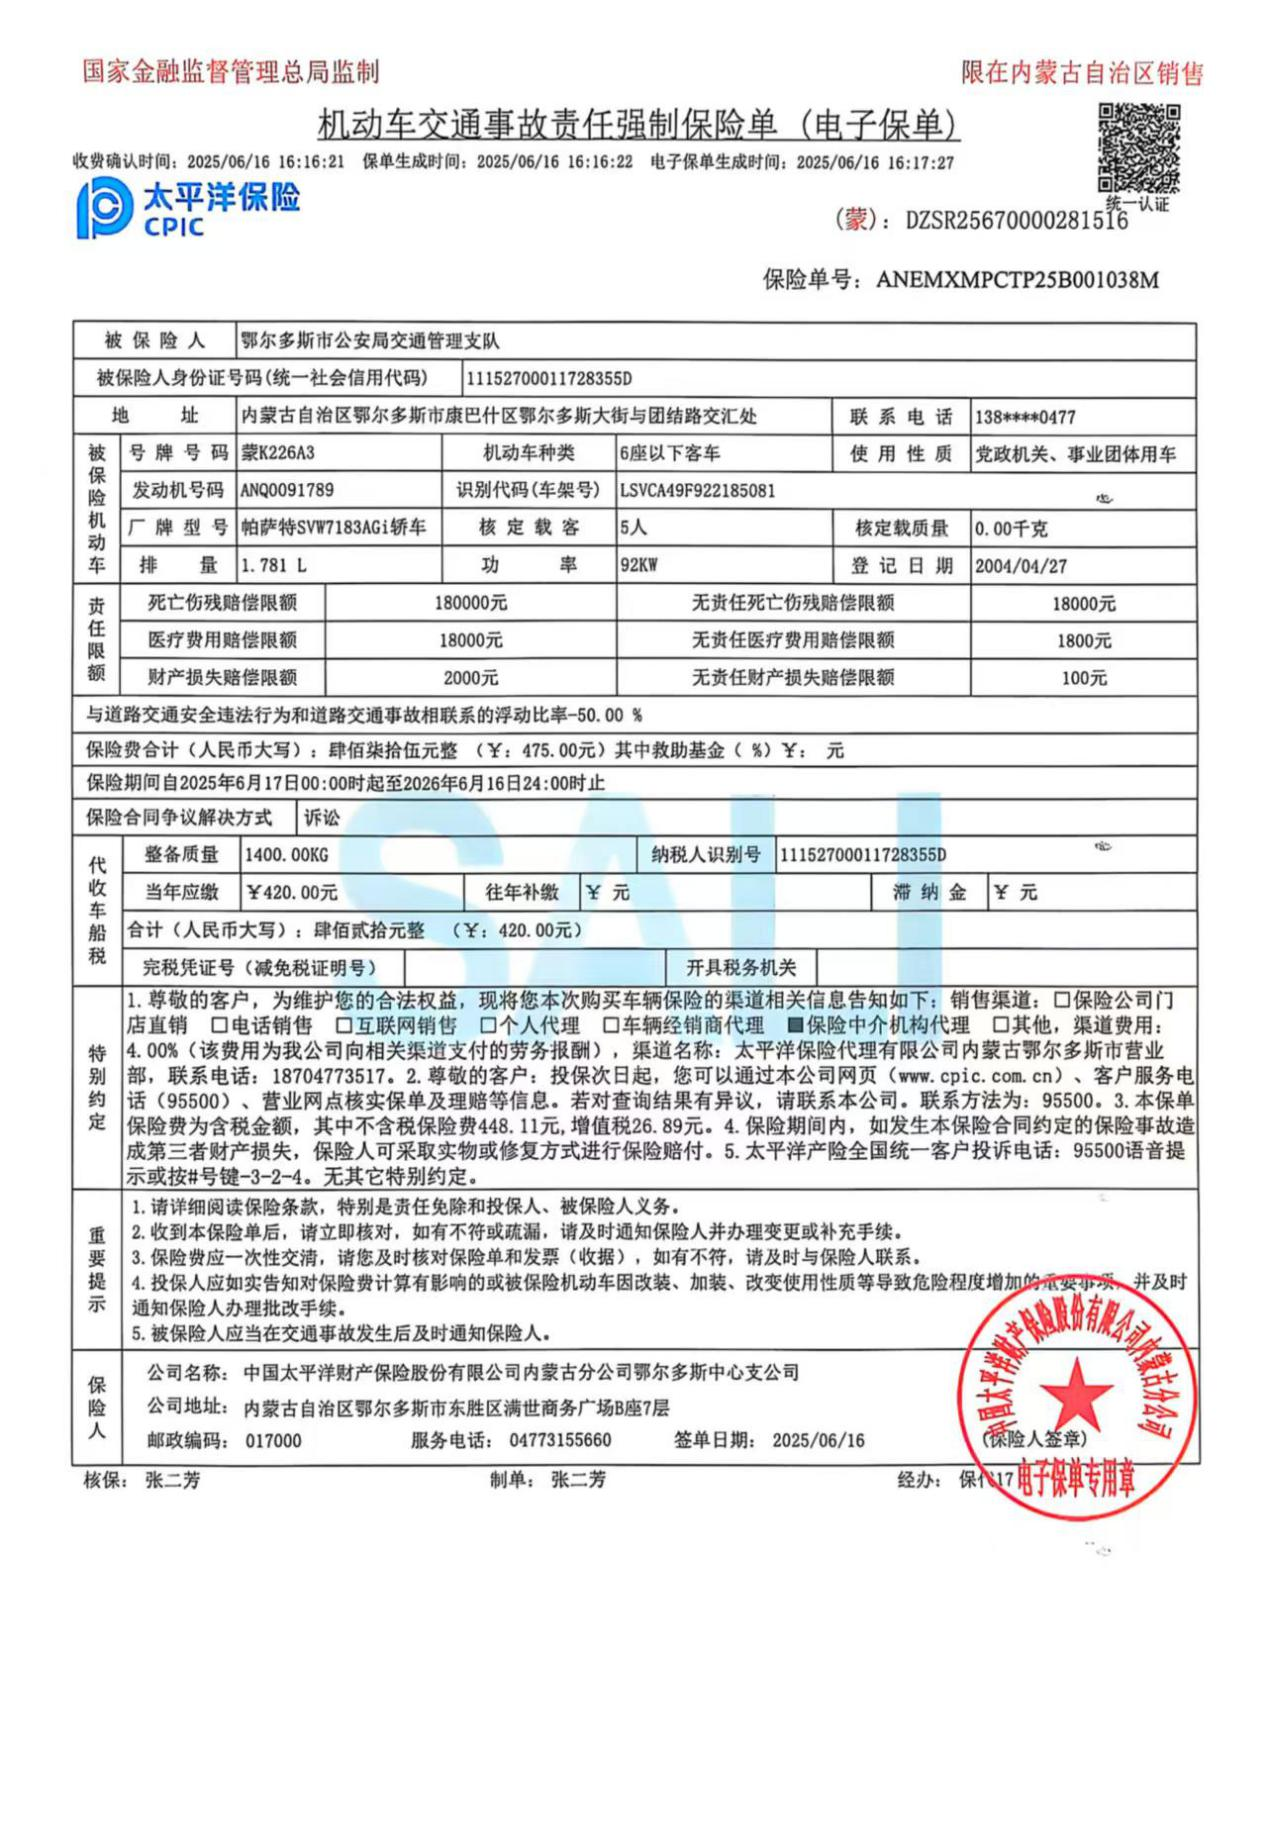 国家金融监督管理总局监制
限在内蒙古自治区销售
机动车交通事故责任强制保险单（电子保单）
收费确认时间：2025/06/16 16:16:21 保单生成时间：2025/06/16 16:16:22 电子保单生成时间：2025/06/16 16:17:27
太平洋保险
CPIC
统一认证
（蒙）：DZSR25670000281516
保险单号：ANEMXMPCTP25B001038M
被保险人 鄂尔多斯市公安局交通管理支队
被保险人身份证号码(统一社会信用代码) 11152700011728355D
地 址 内蒙古自治区鄂尔多斯市康巴什区鄂尔多斯大街与团结路交汇处 联系电话 138****0477
被保险机动车
号牌号码 蒙K226A3 机动车种类 6座以下客车 使用性质 党政机关、事业团体用车
发动机号码 ANQ0091789 识别代码(车架号) LSVCA49F922185081
厂牌型号 帕萨特SVW7183AGi轿车 核定载客 5人 核定载质量 0.00千克
排 量 1.781 L 功 率 92KW 登记日期 2004/04/27
责任限额
死亡伤残赔偿限额 180000元 无责任死亡伤残赔偿限额 18000元
医疗费用赔偿限额 18000元 无责任医疗费用赔偿限额 1800元
财产损失赔偿限额 2000元 无责任财产损失赔偿限额 100元
与道路交通安全违法行为和道路交通事故相联系的浮动比率-50.00 %
保险费合计（人民币大写）：肆佰柒拾伍元整 （￥：475.00元）其中救助基金（ %）￥： 元
保险期间自2025年6月17日00:00时起至2026年6月16日24:00时止
保险合同争议解决方式 诉讼
代收车船税
整备质量 1400.00KG 纳税人识别号 11152700011728355D
当年应缴 ￥420.00元 往年补缴 ￥ 元 滞纳金 ￥ 元
合计（人民币大写）：肆佰贰拾元整 （￥：420.00元）
完税凭证号（减免税证明号） 开具税务机关
SALI
特别约定
1.尊敬的客户，为维护您的合法权益，现将您本次购买车辆保险的渠道相关信息告知如下：销售渠道：□保险公司门
店直销 □电话销售 □互联网销售 □个人代理 □车辆经销商代理 ■保险中介机构代理 □其他，渠道费用：
4.00%（该费用为我公司向相关渠道支付的劳务报酬），渠道名称：太平洋保险代理有限公司内蒙古鄂尔多斯市营业
部，联系电话：18704773517。2.尊敬的客户：投保次日起，您可以通过本公司网页（www.cpic.com.cn）、客户服务电
话（95500）、营业网点核实保单及理赔等信息。若对查询结果有异议，请联系本公司。联系方法为：95500。3.本保单
保险费为含税金额，其中不含税保险费448.11元,增值税26.89元。4.保险期间内，如发生本保险合同约定的保险事故造
成第三者财产损失，保险人可采取实物或修复方式进行保险赔付。5.太平洋产险全国统一客户投诉电话：95500语音提
示或按#号键-3-2-4。无其它特别约定。
重要提示
1.请详细阅读保险条款，特别是责任免除和投保人、被保险人义务。
2.收到本保险单后，请立即核对，如有不符或疏漏，请及时通知保险人并办理变更或补充手续。
3.保险费应一次性交清，请您及时核对保险单和发票（收据），如有不符，请及时与保险人联系。
4.投保人应如实告知对保险费计算有影响的或被保险机动车因改装、加装、改变使用性质等导致危险程度增加的重要事项，并及时
通知保险人办理批改手续。
5.被保险人应当在交通事故发生后及时通知保险人。
保险人
公司名称：中国太平洋财产保险股份有限公司内蒙古分公司鄂尔多斯中心支公司
公司地址：内蒙古自治区鄂尔多斯市东胜区满世商务广场B座7层
邮政编码：017000 服务电话：04773155660 签单日期：2025/06/16 (保险人签章)
中国太平洋财产保险股份有限公司内蒙古分公司
电子保单专用章
核保：张二芳 制单：张二芳 经办：保代17